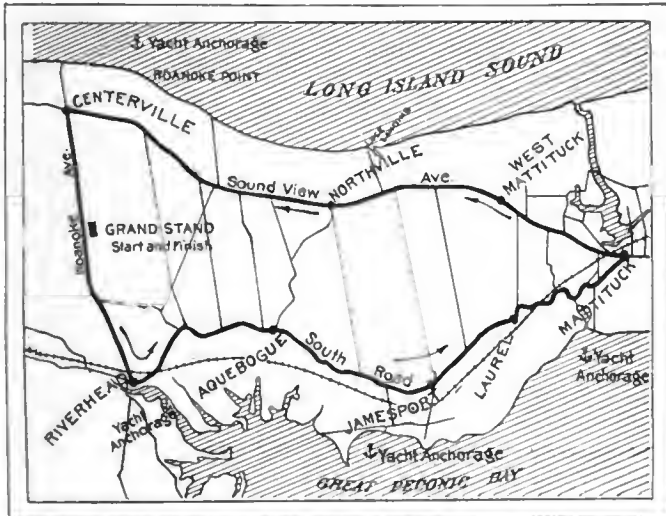 Yacht Anchorage
ROANOKE POINT
LONG ISLAND SOUND
CENTERVILLE
NORTHVILLE
WEST
MATTITUCK
Sound View
Ave.
Roanoke Ave.
GRAND STAND
Start and Finish
MATTITUCK
South Road
AQUEBOGUE
LAUREL
Yacht
Anchorage
RIVERHEAD
Yacht
Anchorage
JAMESPORT
Yacht Anchorage
GREAT PECONIC BAY